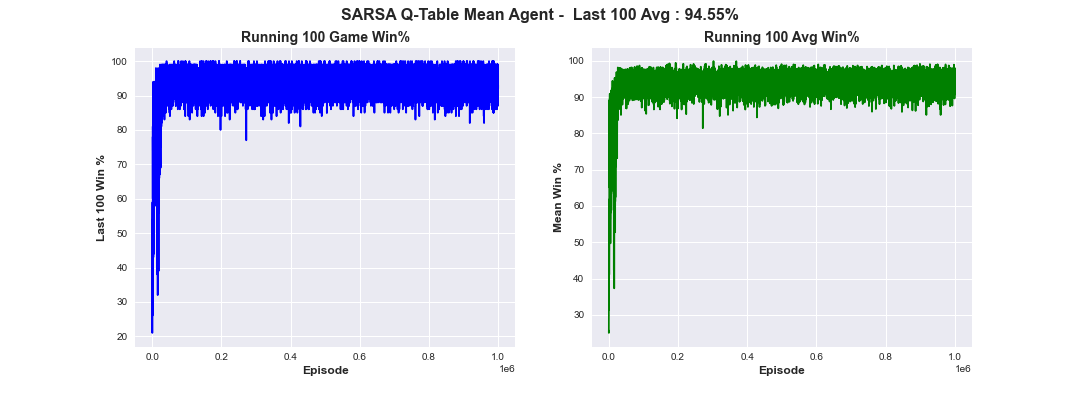 SARSA Q-Table Mean Agent -  Last 100 Avg : 94.55%
Running 100 Game Win%
100
90
80
70
60
50
40
30
20
Last 100 Win %
0.0 0.2 0.4 0.6 0.8 1.0
1e6
Episode
Running 100 Avg Win%
100
90
80
70
60
50
40
30
Mean Win %
0.0 0.2 0.4 0.6 0.8 1.0
1e6
Episode